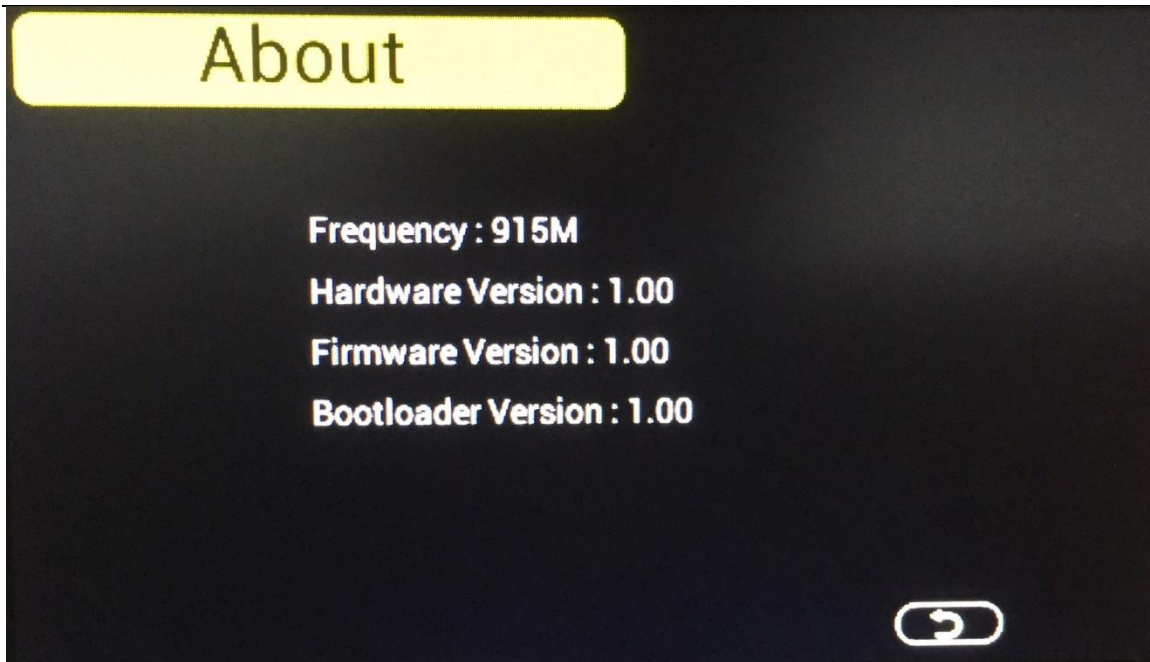 About
Frequency : 915M
Hardware Version : 1.00
Firmware Version : 1.00
Bootloader Version : 1.00